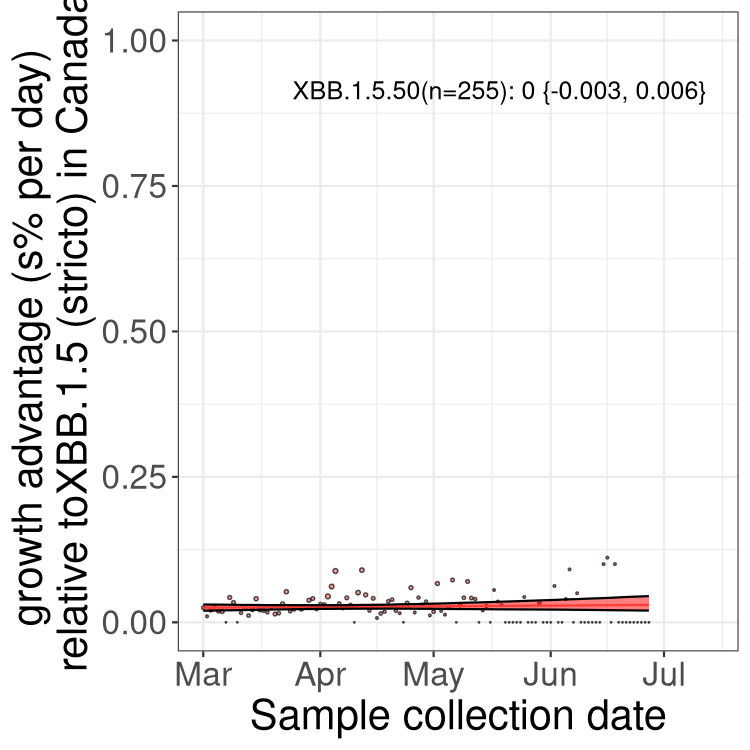 growth advantage (s% per day)
relative toXBB.1.5 (stricto) in Canada
1.00
0.75
0.50
0.25
0.00
XBB.1.5.50(n=255): 0 {-0.003, 0.006}
Mar Apr May Jun Jul
Sample collection date